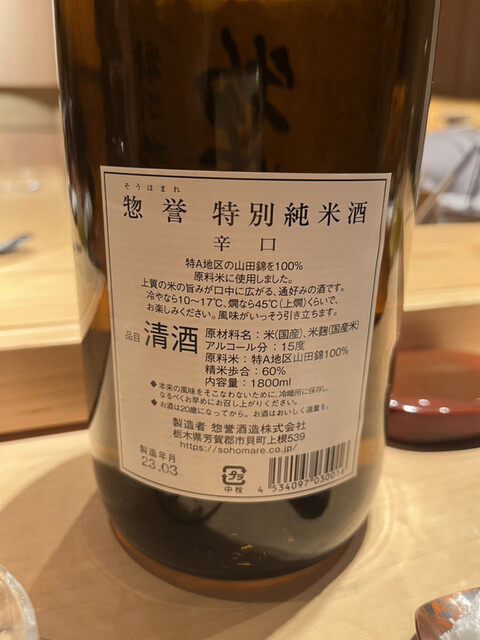 そうほまれ
惣誉 特別純米酒
辛口
特A地区の山田錦を100%
原料米に使用しました。
上質の米の旨みが口中に広がる、通好みの酒です。
冷やなら10〜17℃、燗なら45℃(上燗)くらいで、
お楽しみください。風味がいっそう引き立ちます。
品目 清酒
原材料名:米(国産)、米麹(国産米)
アルコール分:15度
原料米:特A地区山田錦100%
精米歩合:60%
内容量:1800ml
◆本来の風味をそこなわないために、冷暗所に保存し、
なるべくお早めにお召し上がりください。
◆お酒は20歳になってから。お酒はおいしく適量を。
製造者 惣誉酒造株式会社
栃木県芳賀郡市貝町上根539
https://sohomare.co.jp/
製造年月
23.03
プラ
中栓
4 534097 030016